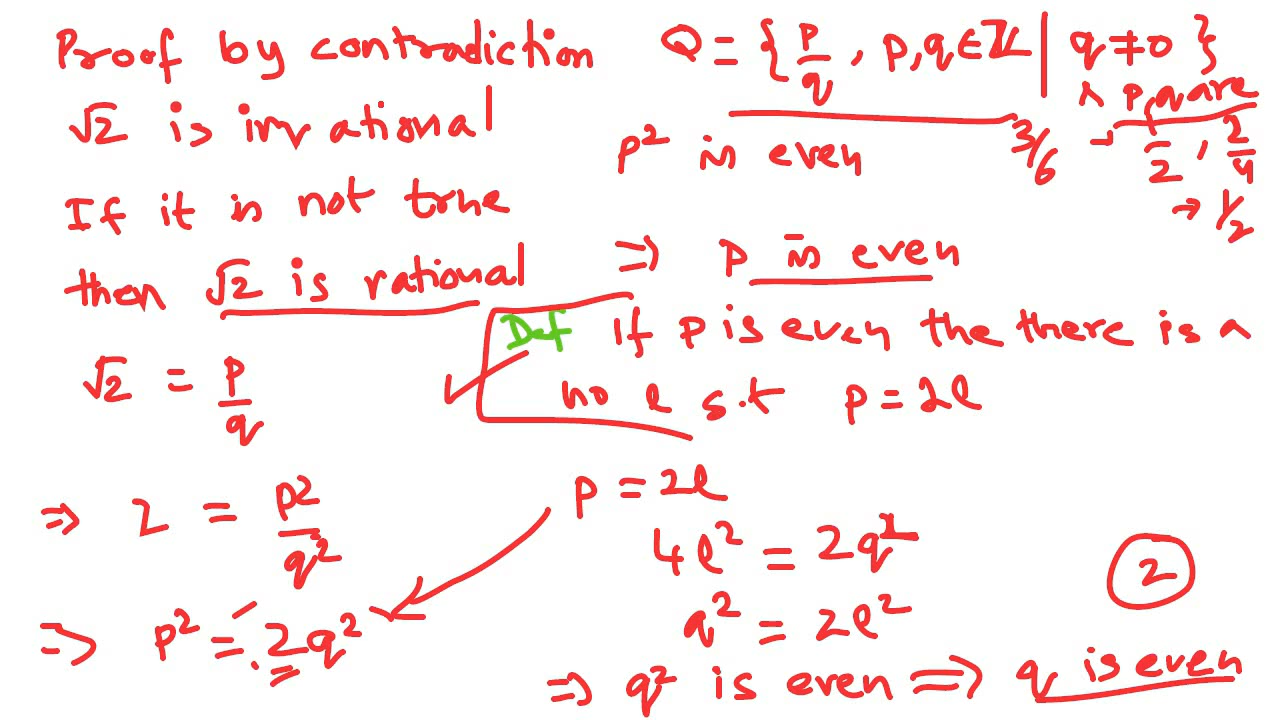 Proof by contradiction
√2 is irrational
If it is not true
then √2 is rational
√2 = p/q
⇒ 2 = p²/q²
⇒ p² = 2q²
Q = { p/q , p,q ∈ ℤ | q ≠ 0 }
p,q are
3/6 → /2 , 2/4
→ 1/2
p² is even
⇒ p is even
Def If p is even the there is a
no l s.t p = 2l
p = 2l
4l² = 2q²
q² = 2l²
⇒ q² is even ⇒ q is even
2